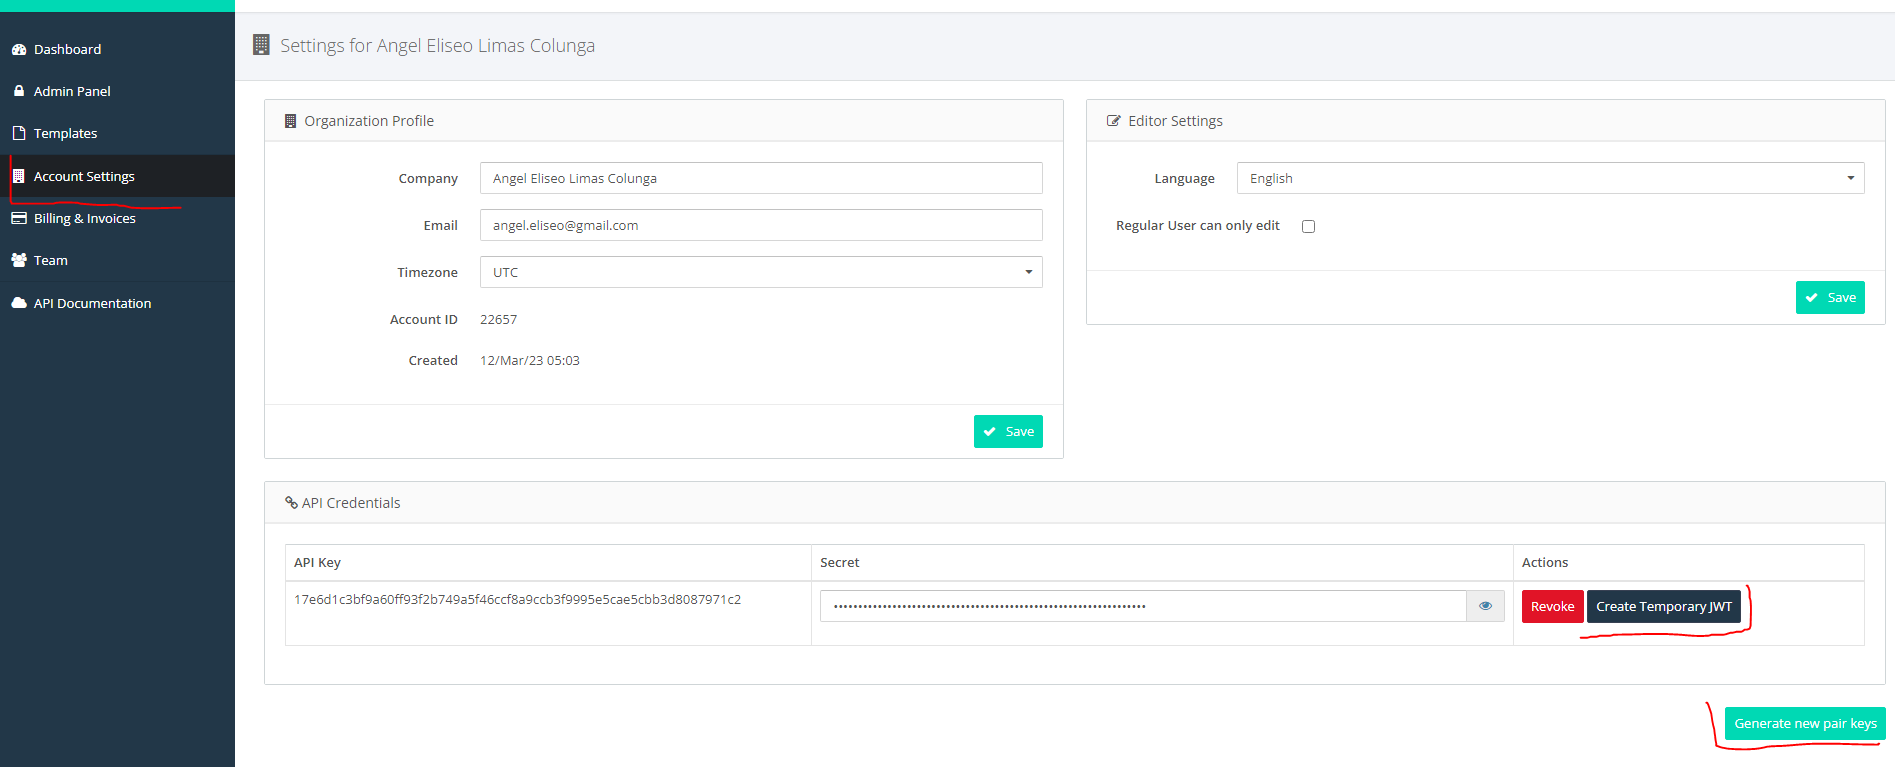 Settings for Angel Eliseo Limas Colunga
Dashboard
Admin Panel
Templates
Account Settings
Billing & Invoices
Team
API Documentation
Organization Profile
Company
Angel Eliseo Limas Colunga
Email
angel.eliseo@gmail.com
Timezone
UTC
Account ID
22657
Created
12/Mar/23 05:03
Save
Editor Settings
Language
English
Regular User can only edit
Save
API Credentials
API Key
Secret
Actions
17e6d1c3bf9a60ff93f2b749a5f46ccf8a9ccb3f9995e5cae5cbb3d8087971c2
Revoke
Create Temporary JWT
Generate new pair keys